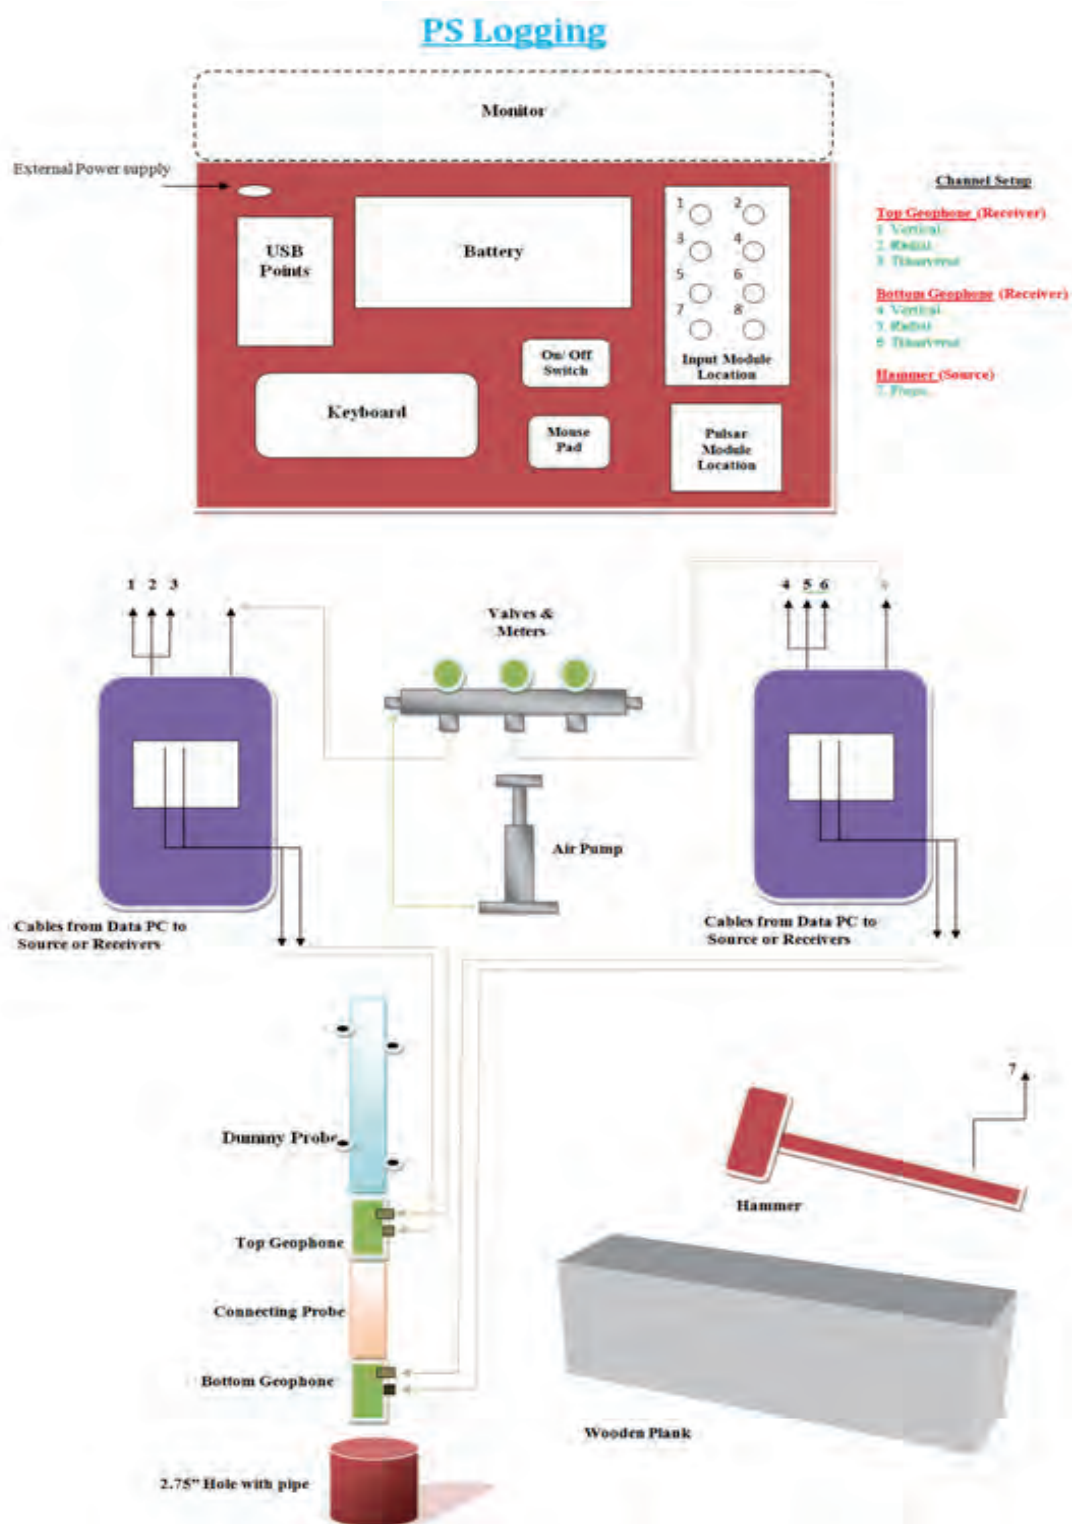 PS Logging
Monitor
External Power supply
USB
Points
Battery
1 2
3 4
5 6
7 8
Input Module
Location
On/ Off
Switch
Keyboard
Mouse
Pad
Pulsar
Module
Location
Channel Setup
Top Geophone (Receiver)
1 Vertical
2 Radial
3
Bottom Geophone (Receiver)
4 Vertical
5 Radial
6
Hammer (Source)
7
1 2 3
Valves &
Meters
4 5 6
Air Pump
Cables from Data PC to
Source or Receivers
Cables from Data PC to
Source or Receivers
Dummy Probe
Top Geophone
Connecting Probe
Bottom Geophone
2.75" Hole with pipe
7
Hammer
Wooden Plank